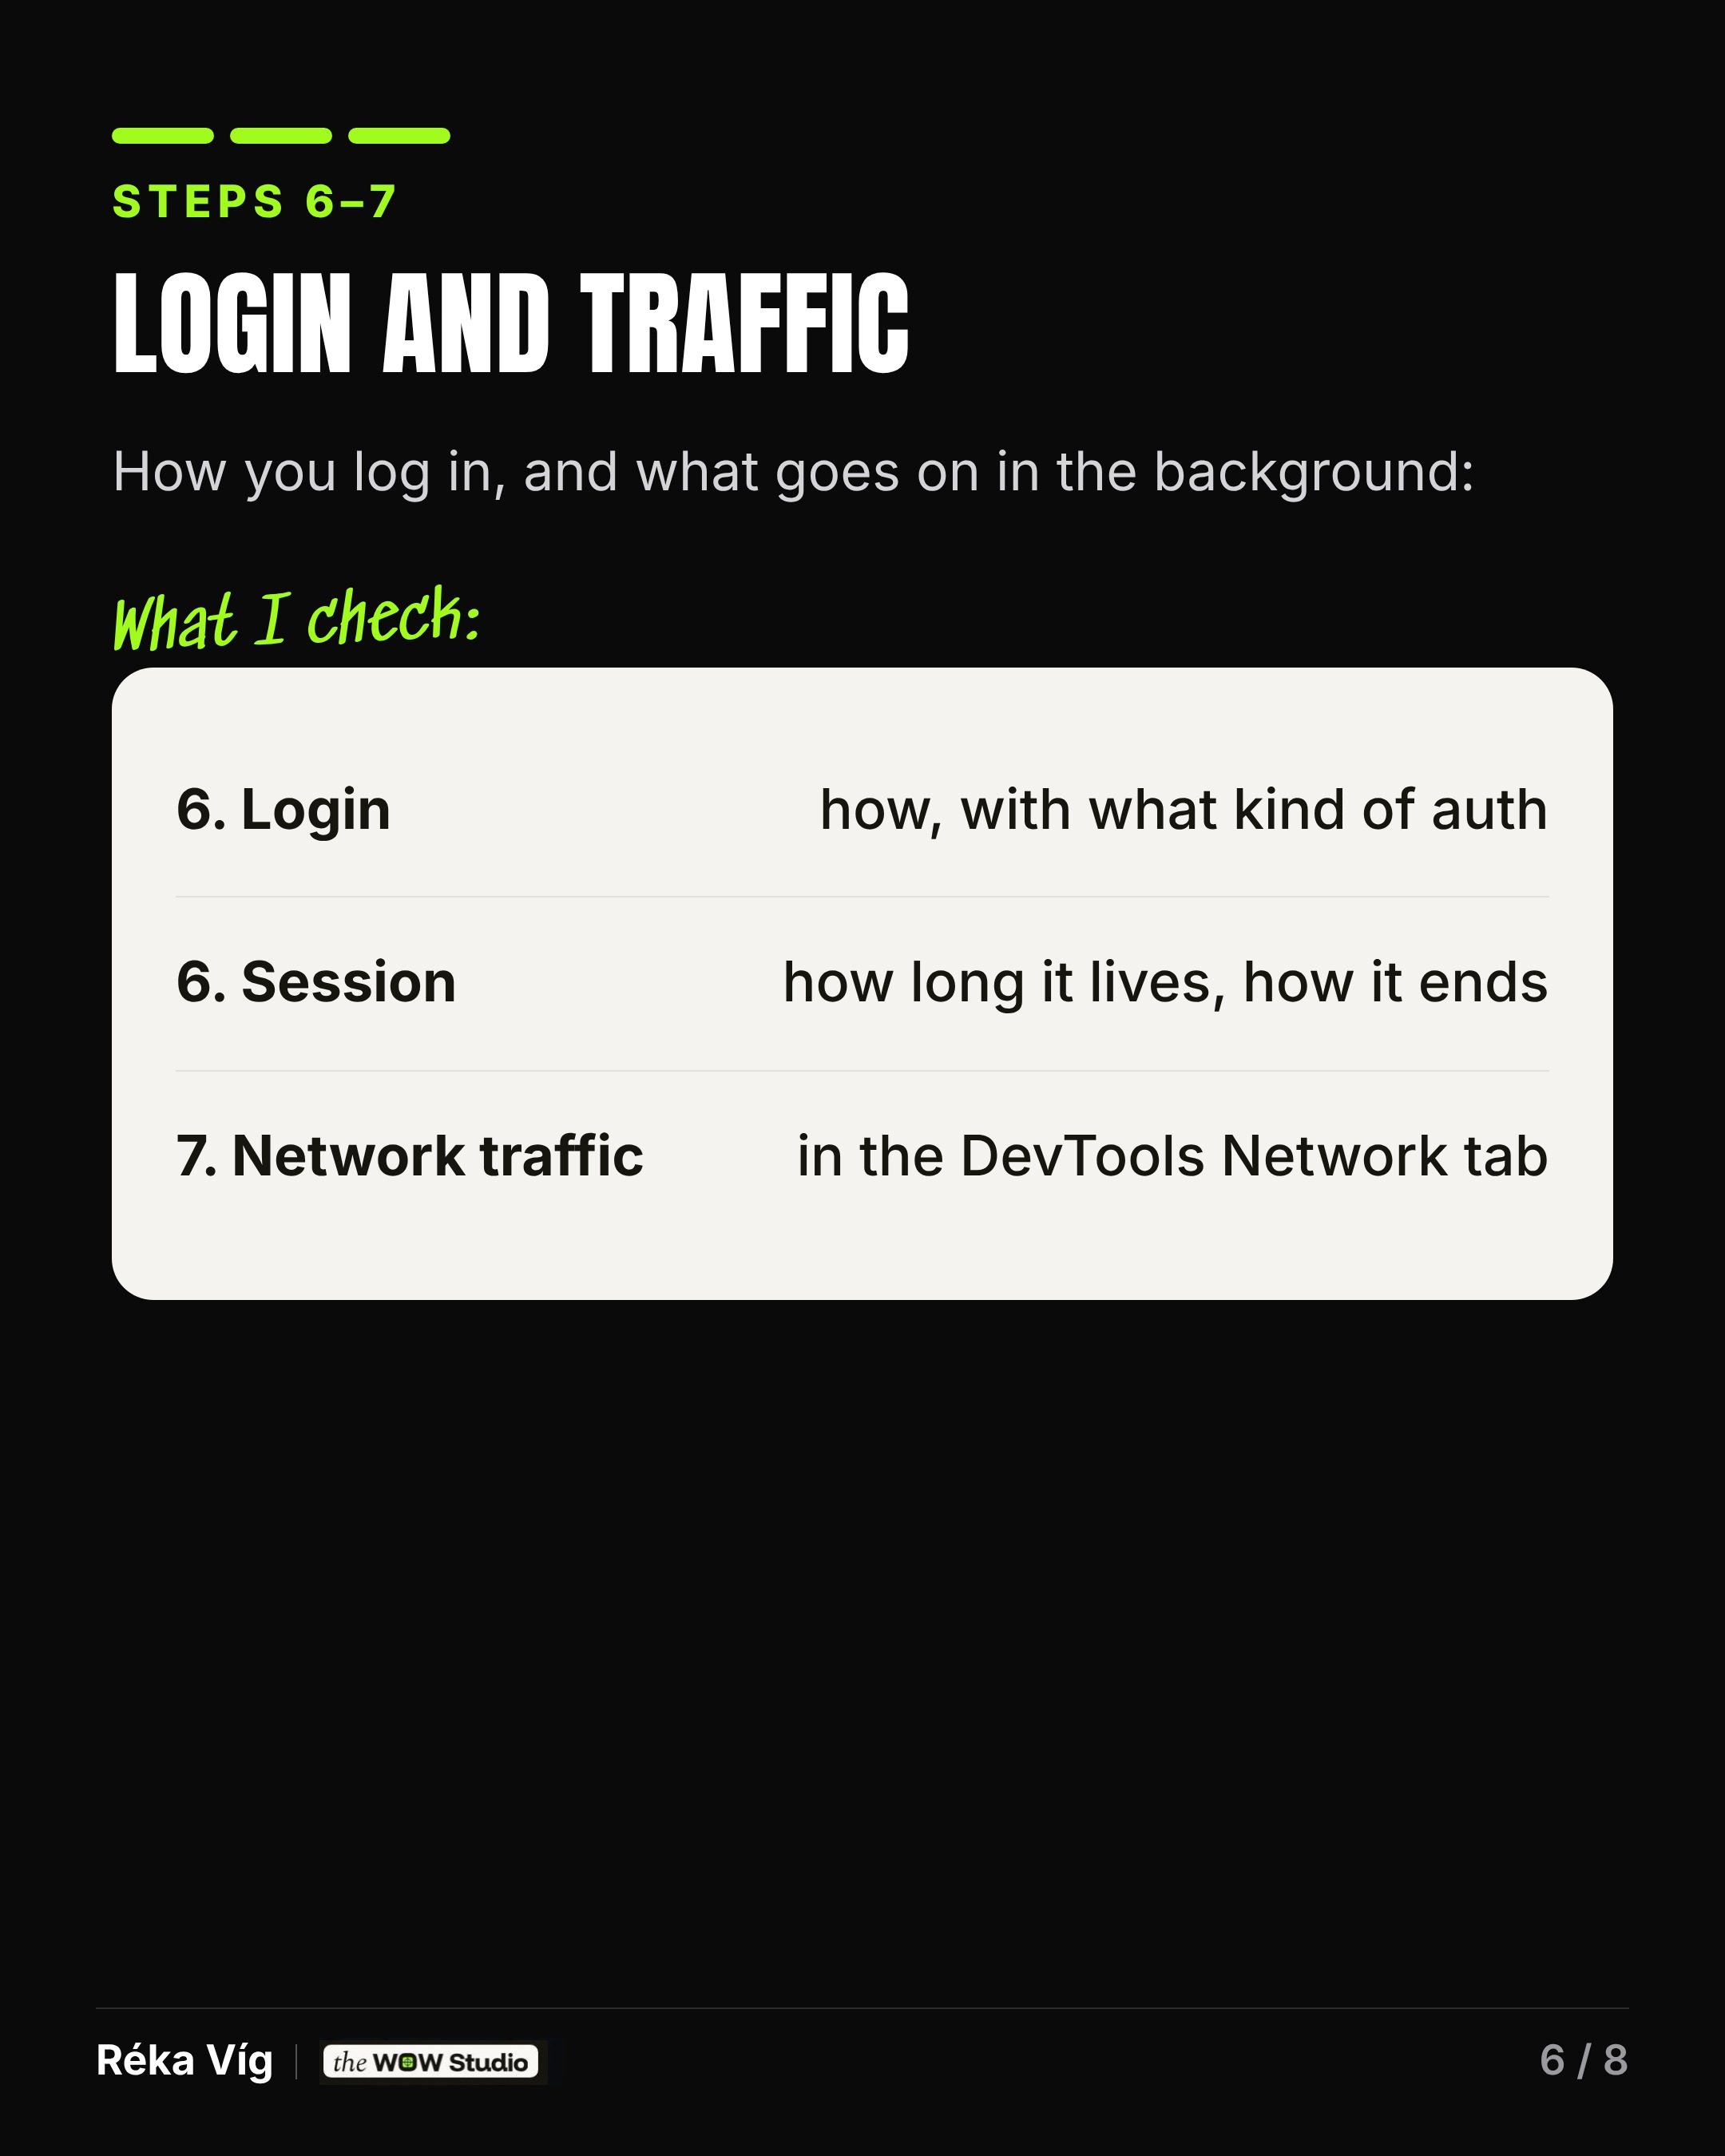 STEPS 6–7
LOGIN AND TRAFFIC
How you log in, and what goes on in the background:
What I check:
6. Login how, with what kind of auth
6. Session how long it lives, how it ends
7. Network traffic in the DevTools Network tab
Réka Víg the WOW Studio 6 / 8